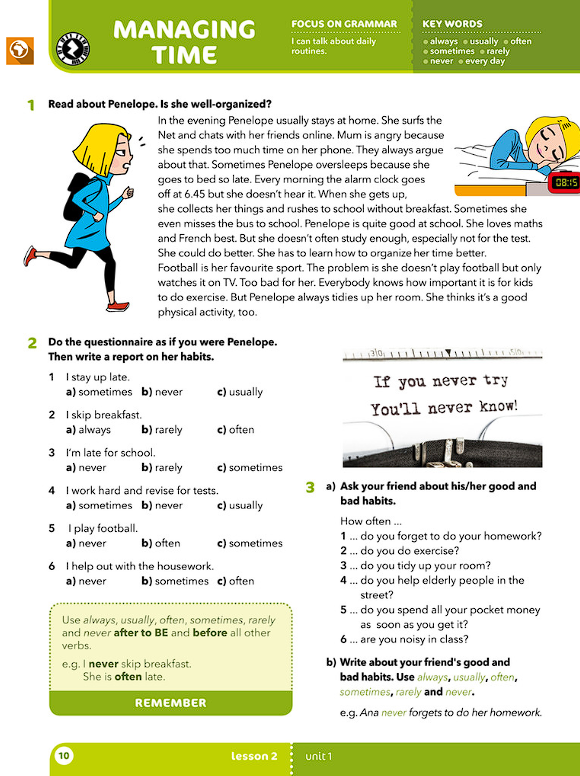 MANAGING
TIME
FOCUS ON GRAMMAR
I can talk about daily
routines.
KEY WORDS
always usually often
sometimes rarely
never every day
1 Read about Penelope. Is she well-organized?
In the evening Penelope usually stays at home. She surfs the
Net and chats with her friends online. Mum is angry because
she spends too much time on her phone. They always argue
about that. Sometimes Penelope oversleeps because she
goes to bed so late. Every morning the alarm clock goes
off at 6.45 but she doesn't hear it. When she gets up,
she collects her things and rushes to school without breakfast. Sometimes she
even misses the bus to school. Penelope is quite good at school. She loves maths
and French best. But she doesn't often study enough, especially not for the test.
She could do better. She has to learn how to organize her time better.
Football is her favourite sport. The problem is she doesn't play football but only
watches it on TV. Too bad for her. Everybody knows how important it is for kids
to do exercise. But Penelope always tidies up her room. She thinks it's a good
physical activity, too.
08:15
2 Do the questionnaire as if you were Penelope.
Then write a report on her habits.
1 I stay up late.
a) sometimes b) never c) usually
2 I skip breakfast.
a) always b) rarely c) often
3 I'm late for school.
a) never b) rarely c) sometimes
4 I work hard and revise for tests.
a) sometimes b) never c) usually
5 I play football.
a) never b) often c) sometimes
6 I help out with the housework.
a) never b) sometimes c) often
Use always, usually, often, sometimes, rarely
and never after to BE and before all other
verbs.
e.g. I never skip breakfast.
She is often late.
REMEMBER
If you never try
You'll never know!
3 a) Ask your friend about his/her good and
bad habits.
How often ...
1 ... do you forget to do your homework?
2 ... do you do exercise?
3 ... do you tidy up your room?
4 ... do you help elderly people in the
street?
5 ... do you spend all your pocket money
as soon as you get it?
6 ... are you noisy in class?
b) Write about your friend's good and
bad habits. Use always, usually, often,
sometimes, rarely and never.
e.g. Ana never forgets to do her homework.
10 lesson 2 unit 1